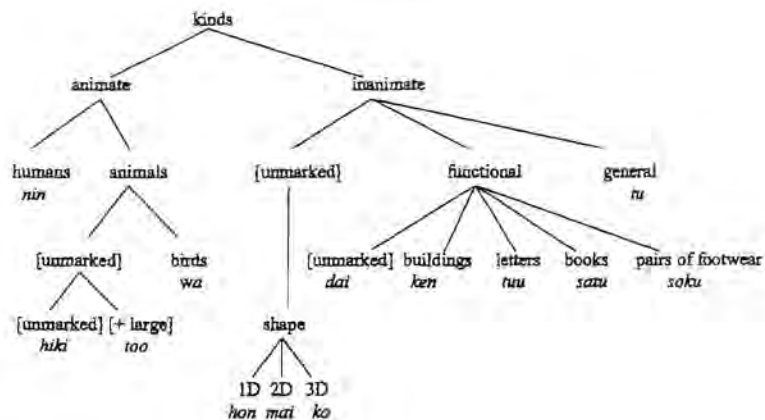 kinds
animate inanimate
humans animals [unmarked] functional general
nin tu
[unmarked] birds [unmarked] buildings letters books pairs of footwear
wa dai ken tuu satu soku
[unmarked] [+ large] shape
hiki too
1D 2D 3D
hon mai ko